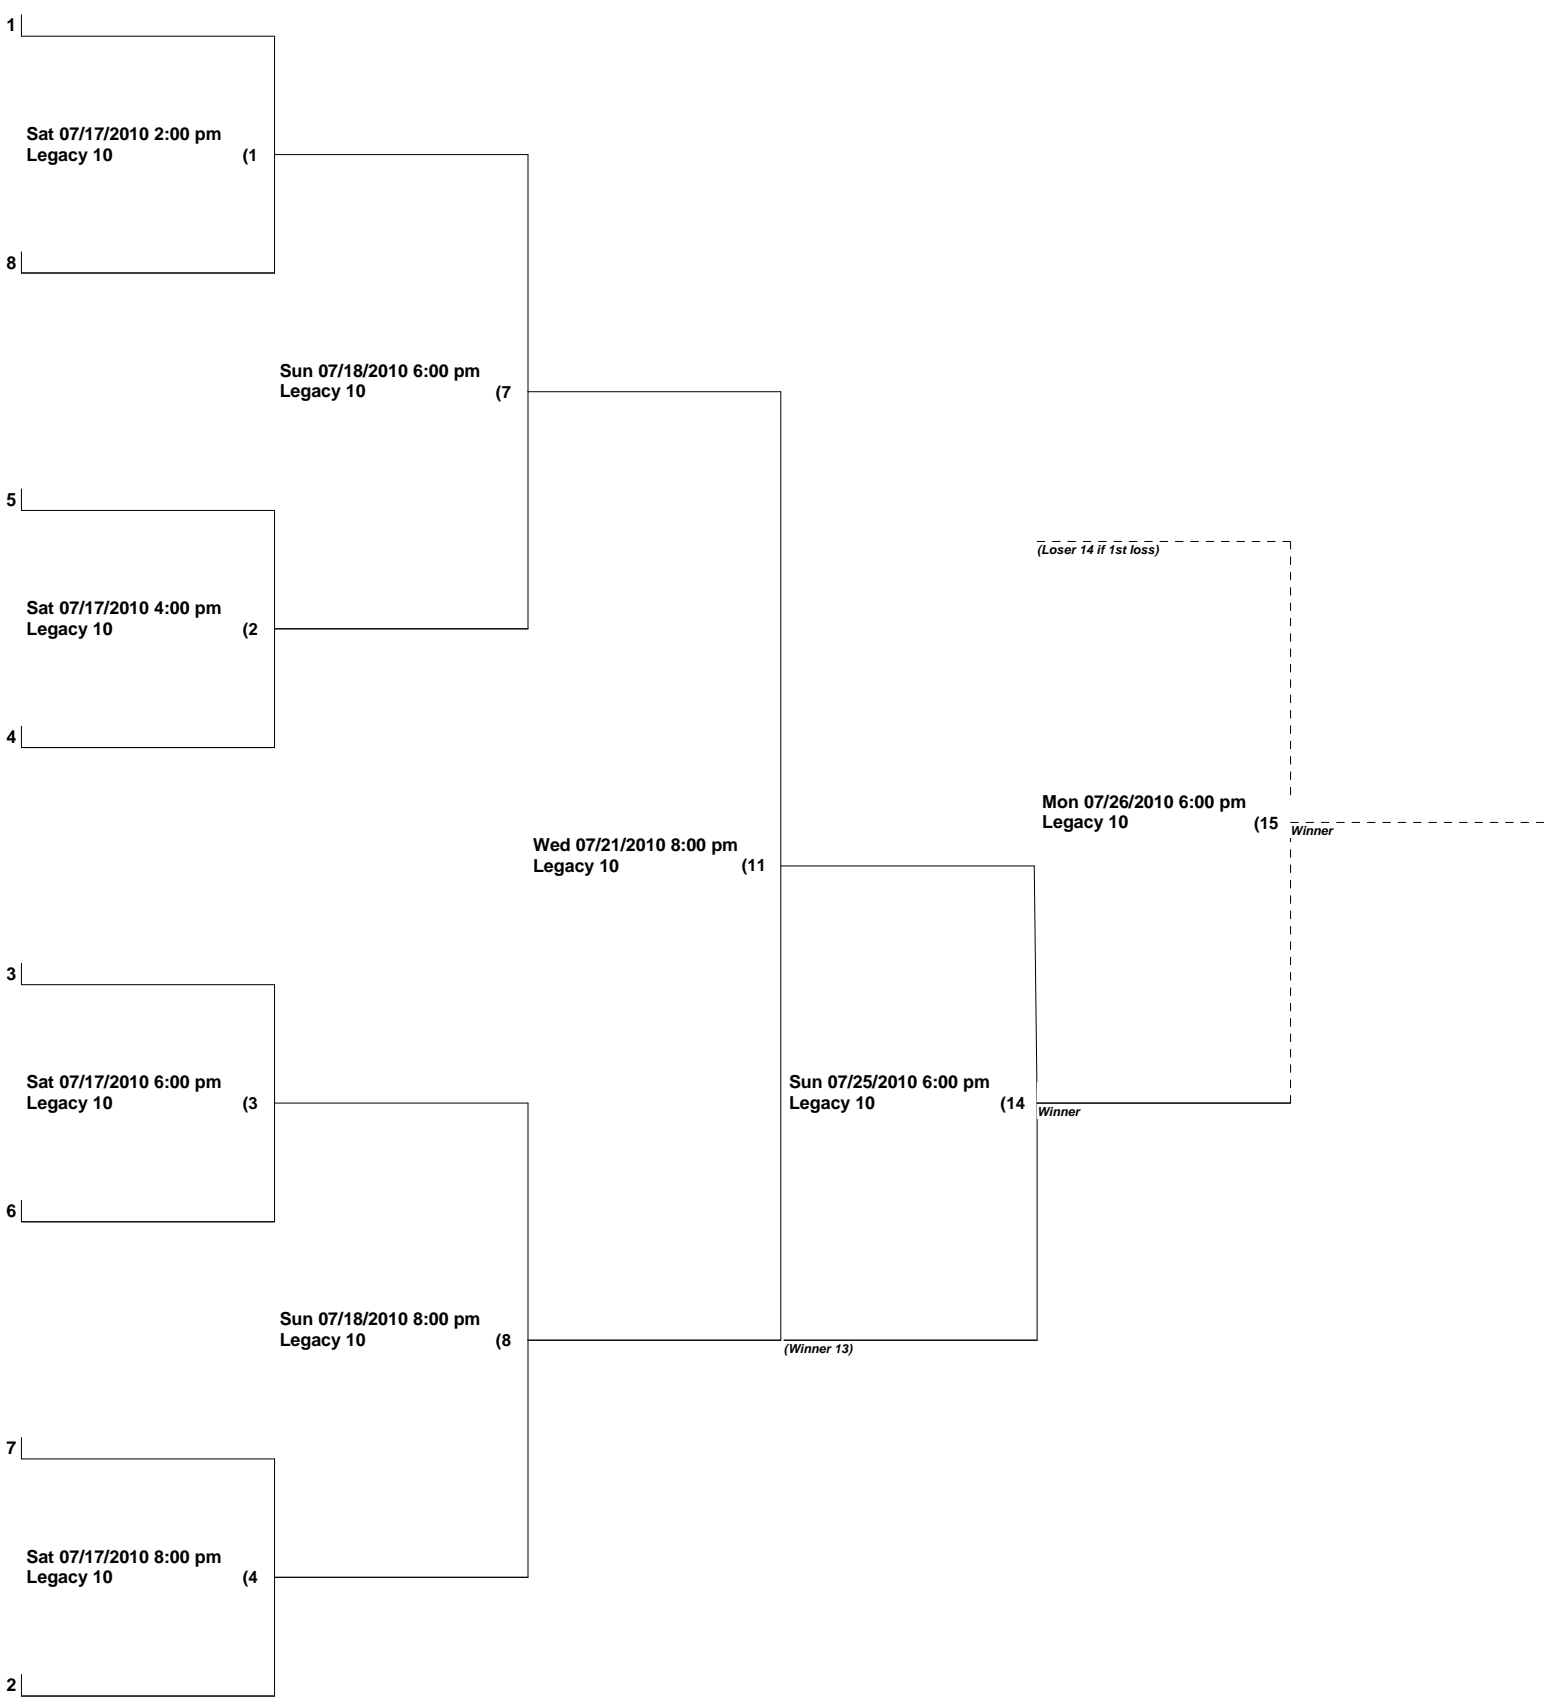 1
Sat 07/17/2010 2:00 pm
Legacy 10 (1
8
Sun 07/18/2010 6:00 pm
Legacy 10 (7
5
(Loser 14 if 1st loss)
Sat 07/17/2010 4:00 pm
Legacy 10 (2
4
Mon 07/26/2010 6:00 pm
Legacy 10 (15
Winner
Wed 07/21/2010 8:00 pm
Legacy 10 (11
3
Sat 07/17/2010 6:00 pm
Legacy 10 (3
Sun 07/25/2010 6:00 pm
Legacy 10 (14
Winner
6
Sun 07/18/2010 8:00 pm
Legacy 10 (8
(Winner 13)
7
Sat 07/17/2010 8:00 pm
Legacy 10 (4
2